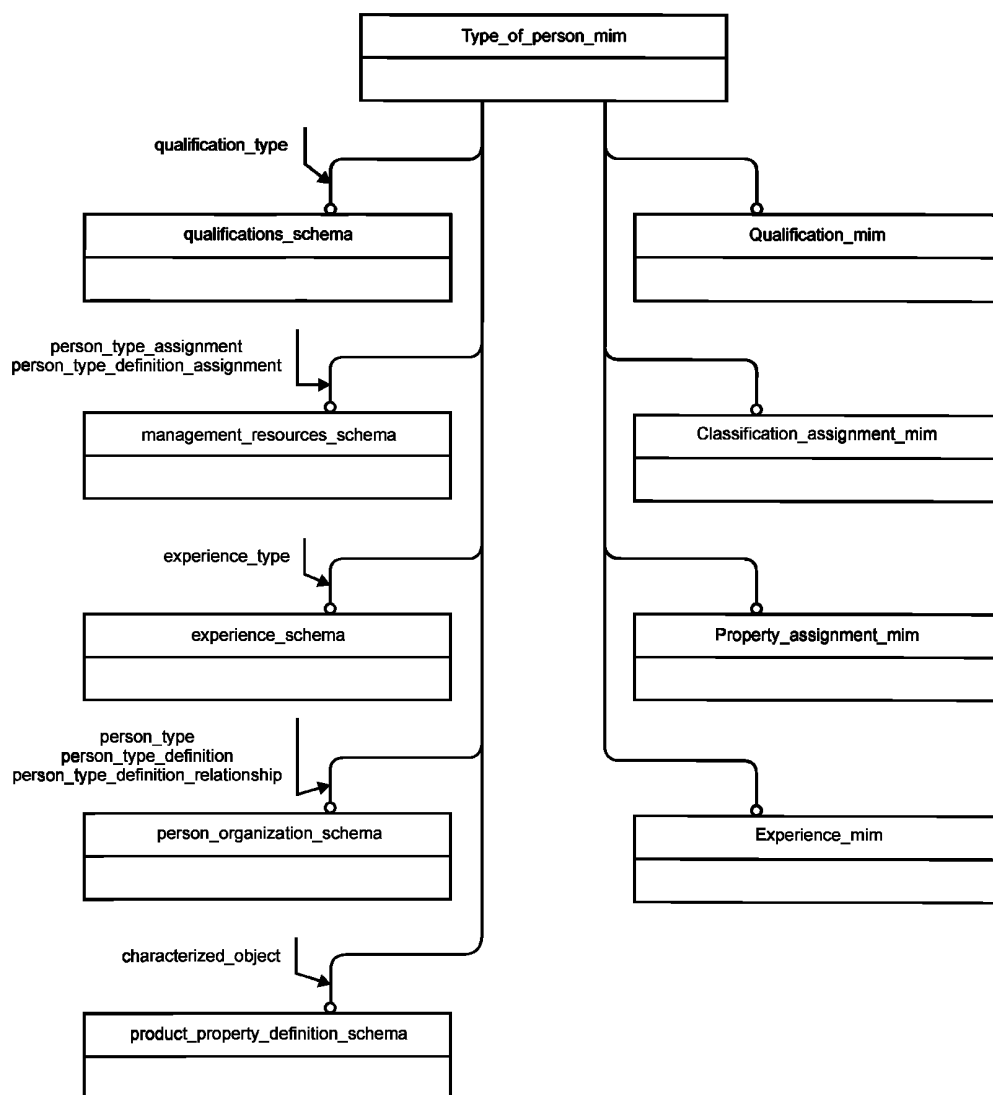 Type_of_person_mim
qualification_type
qualifications_schema
Qualification_mim
person_type_assignment
person_type_definition_assignment
management_resources_schema
Classification_assignment_mim
experience_type
experience_schema
Property_assignment_mim
person_type
person_type_definition
person_type_definition_relationship
person_organization_schema
Experience_mim
characterized_object
product_property_definition_schema